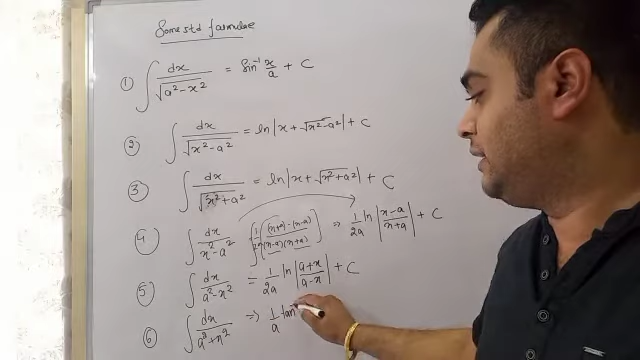 Some std formulae
① ∫ dx / √(a² - x²) = sin⁻¹ x/a + C
② ∫ dx / √(x² - a²) = ln|x + √(x² - a²)| + C
③ ∫ dx / √(x² + a²) = ln|x + √(x² + a²)| + C
④ ∫ dx / (x² - a²) ∫ 1/2a [((x+a) - (x-a)) / ((x-a)(x+a))] ⇒ 1/2a ln|(x-a)/(x+a)| + C
⑤ ∫ dx / (a² - x²) = 1/2a ln|(a+x)/(a-x)| + C
⑥ ∫ dx / (a² + x²) ⇒ 1/a tan